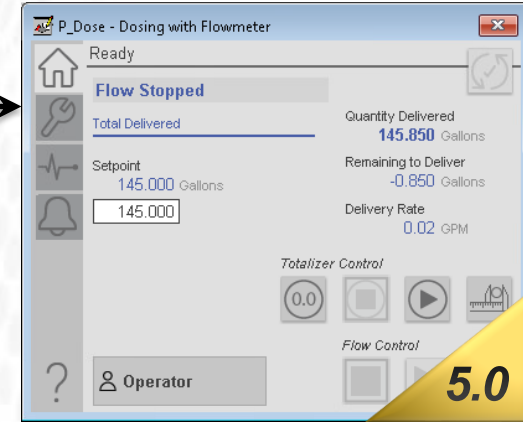 P_Dose - Dosing with Flowmeter
Ready
Flow Stopped
Total Delivered
Quantity Delivered
145.850 Gallons
Setpoint
145.000 Gallons
145.000
Remaining to Deliver
-0.850 Gallons
Delivery Rate
0.02 GPM
Totalizer Control
0.0
Flow Control
?
Operator
5.0